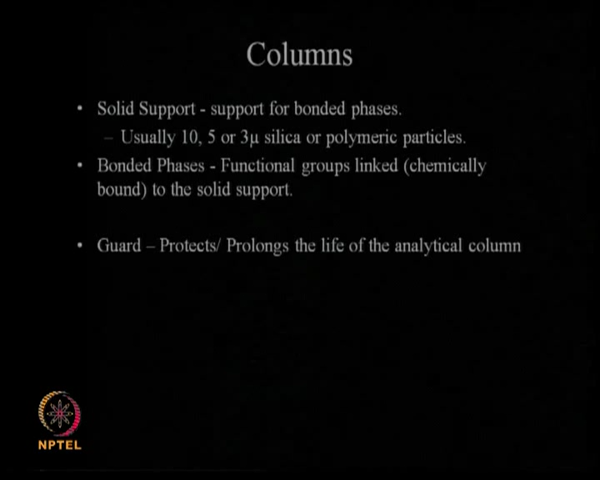 Columns
• Solid Support - support for bonded phases.
– Usually 10, 5 or 3µ silica or polymeric particles.
• Bonded Phases - Functional groups linked (chemically
bound) to the solid support.
• Guard – Protects/ Prolongs the life of the analytical column
NPTEL